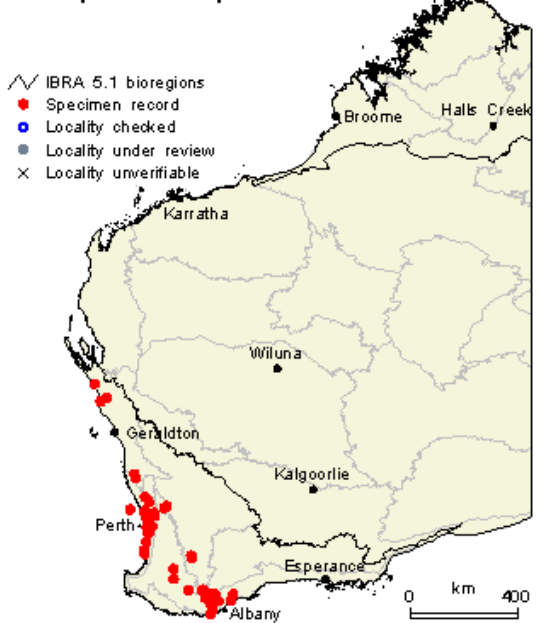 IBRA 5.1 bioregions
Specimen record
Locality checked
Locality under review
Locality unverifiable
Broome
Halls Creek
Karratha
Wiluna
Geraldton
Kalgoorlie
Perth
Esperance
Albany
km
0 400